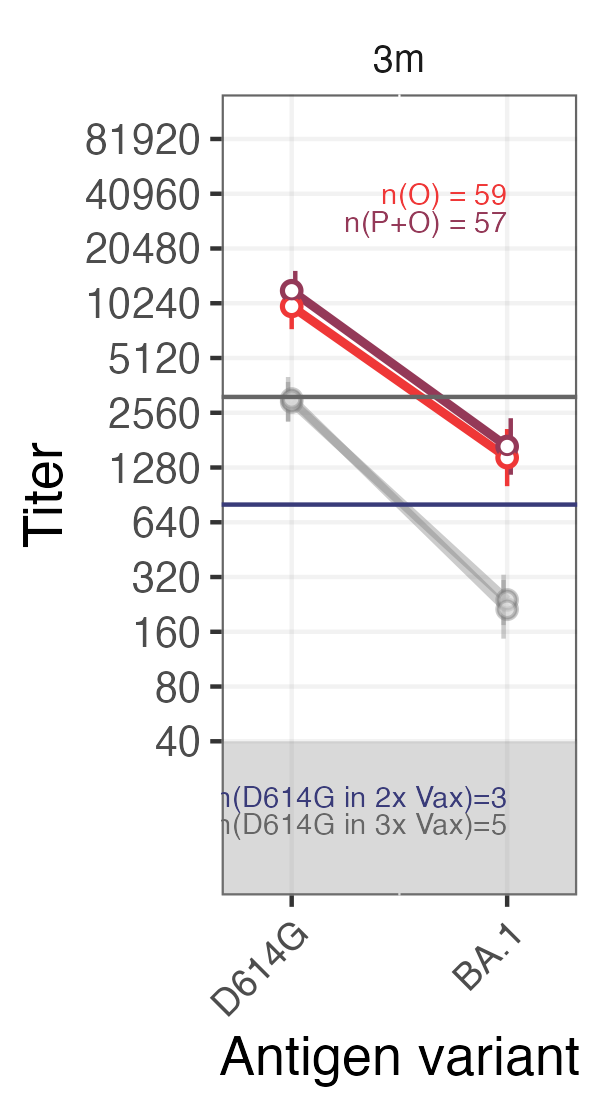 3m
81920
40960
20480
10240
5120
2560
1280
640
320
160
80
40
Titer
n(O) = 59
n(P+O) = 57
n(D614G in 2x Vax)=3
n(D614G in 3x Vax)=5
D614G
BA.1
Antigen variant